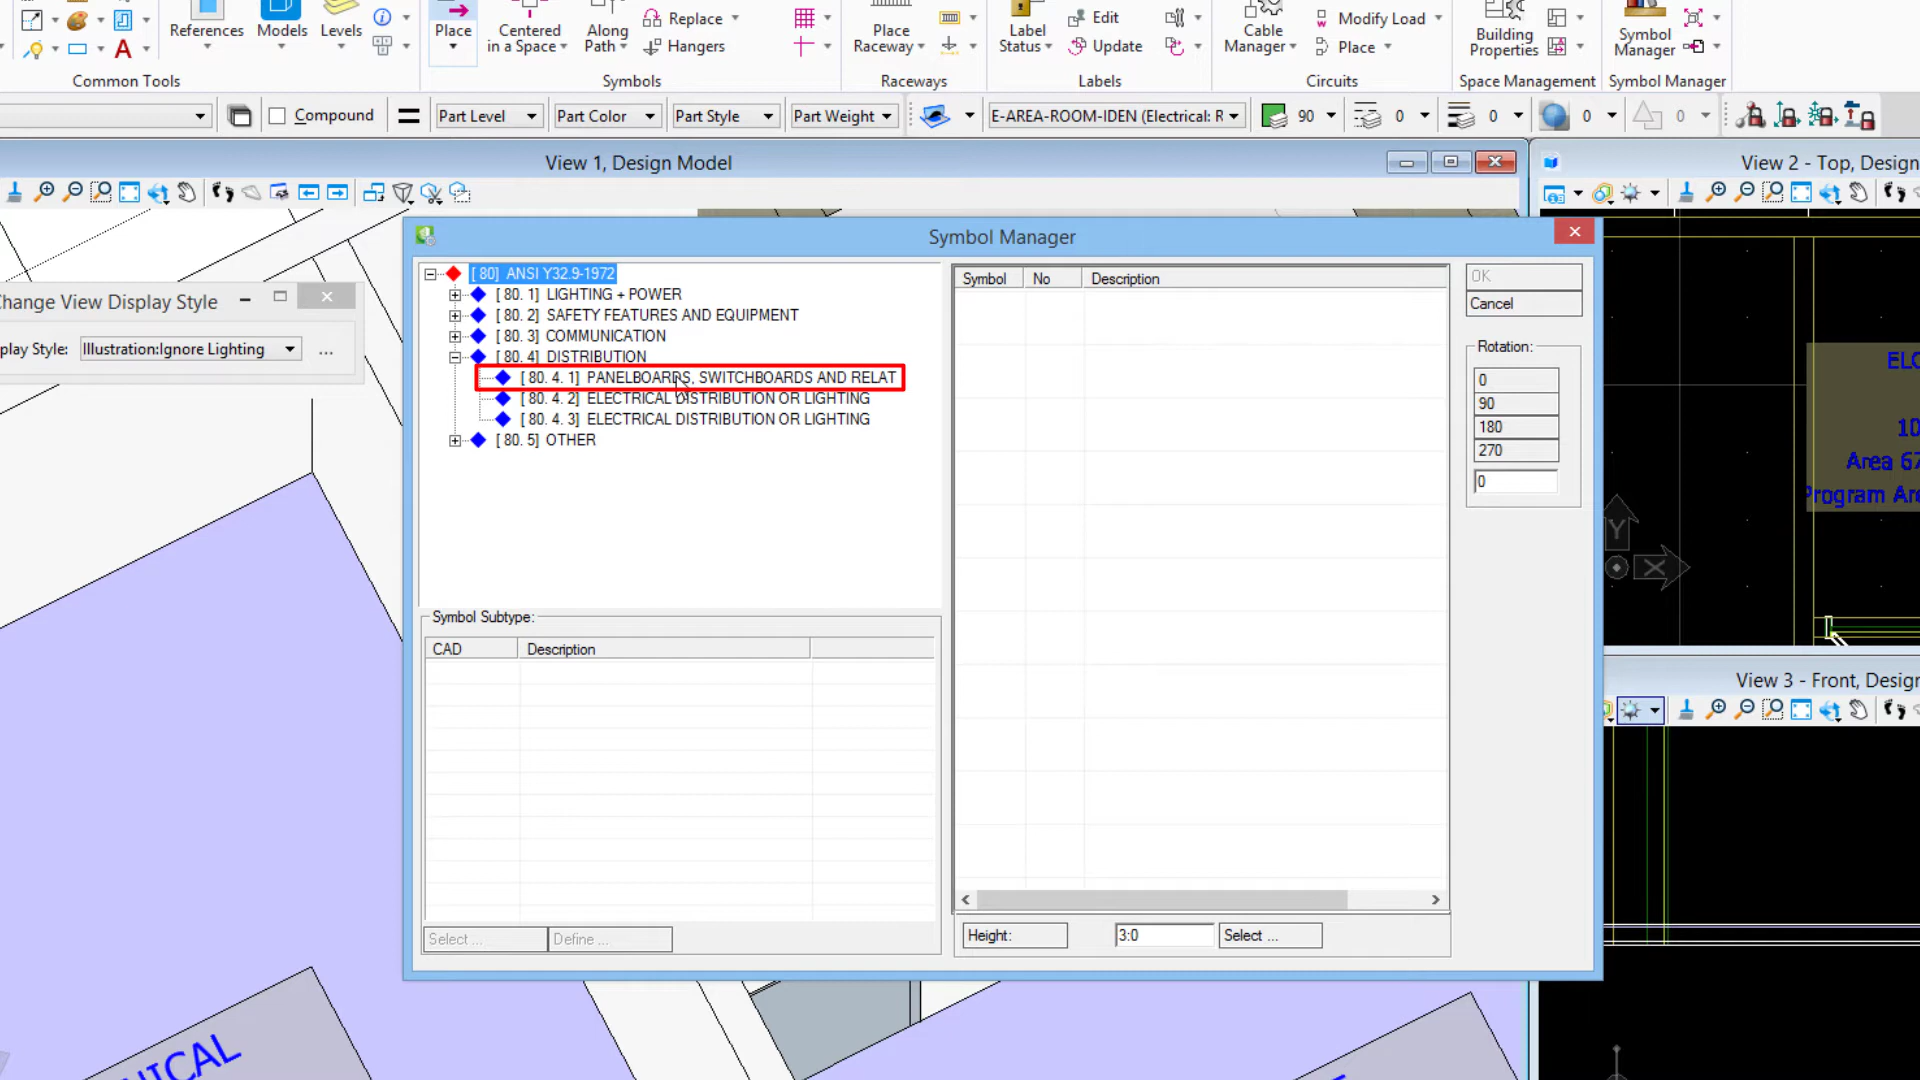 References
Models
Levels
Common Tools
Place
Centered
in a Space
Along
Path
Replace
Hangers
Symbols
Place
Raceway
Raceways
Label
Status
Edit
Update
Labels
Cable
Manager
Modify Load
Place
Circuits
Building
Properties
Space Management
Symbol
Manager
Symbol Manager
Compound
Part Level
Part Color
Part Style
Part Weight
E-AREA-ROOM-IDEN (Electrical: R
90
0
0
0
0
View 1, Design Model
View 2 - Top, Design
Change View Display Style
play Style:
Illustration:Ignore Lighting
...
Symbol Manager
[ 80] ANSI Y32.9-1972
[ 80. 1] LIGHTING + POWER
[ 80. 2] SAFETY FEATURES AND EQUIPMENT
[ 80. 3] COMMUNICATION
[ 80. 4] DISTRIBUTION
[ 80. 4. 1] PANELBOARDS, SWITCHBOARDS AND RELAT
[ 80. 4. 2] ELECTRICAL DISTRIBUTION OR LIGHTING
[ 80. 4. 3] ELECTRICAL DISTRIBUTION OR LIGHTING
[ 80. 5] OTHER
Symbol Subtype:
CAD
Description
Select ...
Define ...
Symbol
No
Description
Height:
3:0
Select ...
OK
Cancel
Rotation:
0
90
180
270
0
10
Area 67
Program Are
Y
X
View 3 - Front, Design